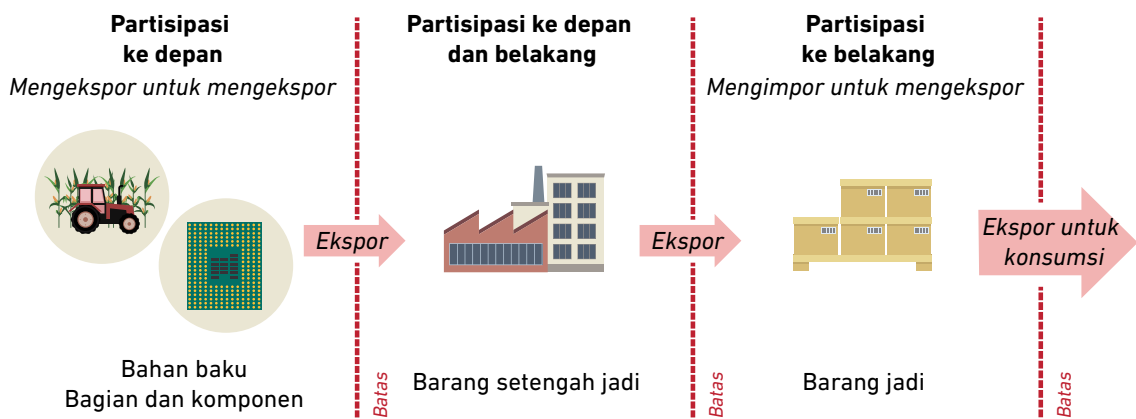 Partisipasi
ke depan
Mengekspor untuk mengekspor
Partisipasi ke depan
dan belakang
Partisipasi
ke belakang
Mengimpor untuk mengekspor
Ekspor
Ekspor
Ekspor untuk
konsumsi
Bahan baku
Bagian dan komponen
Batas
Barang setengah jadi
Batas
Barang jadi
Batas